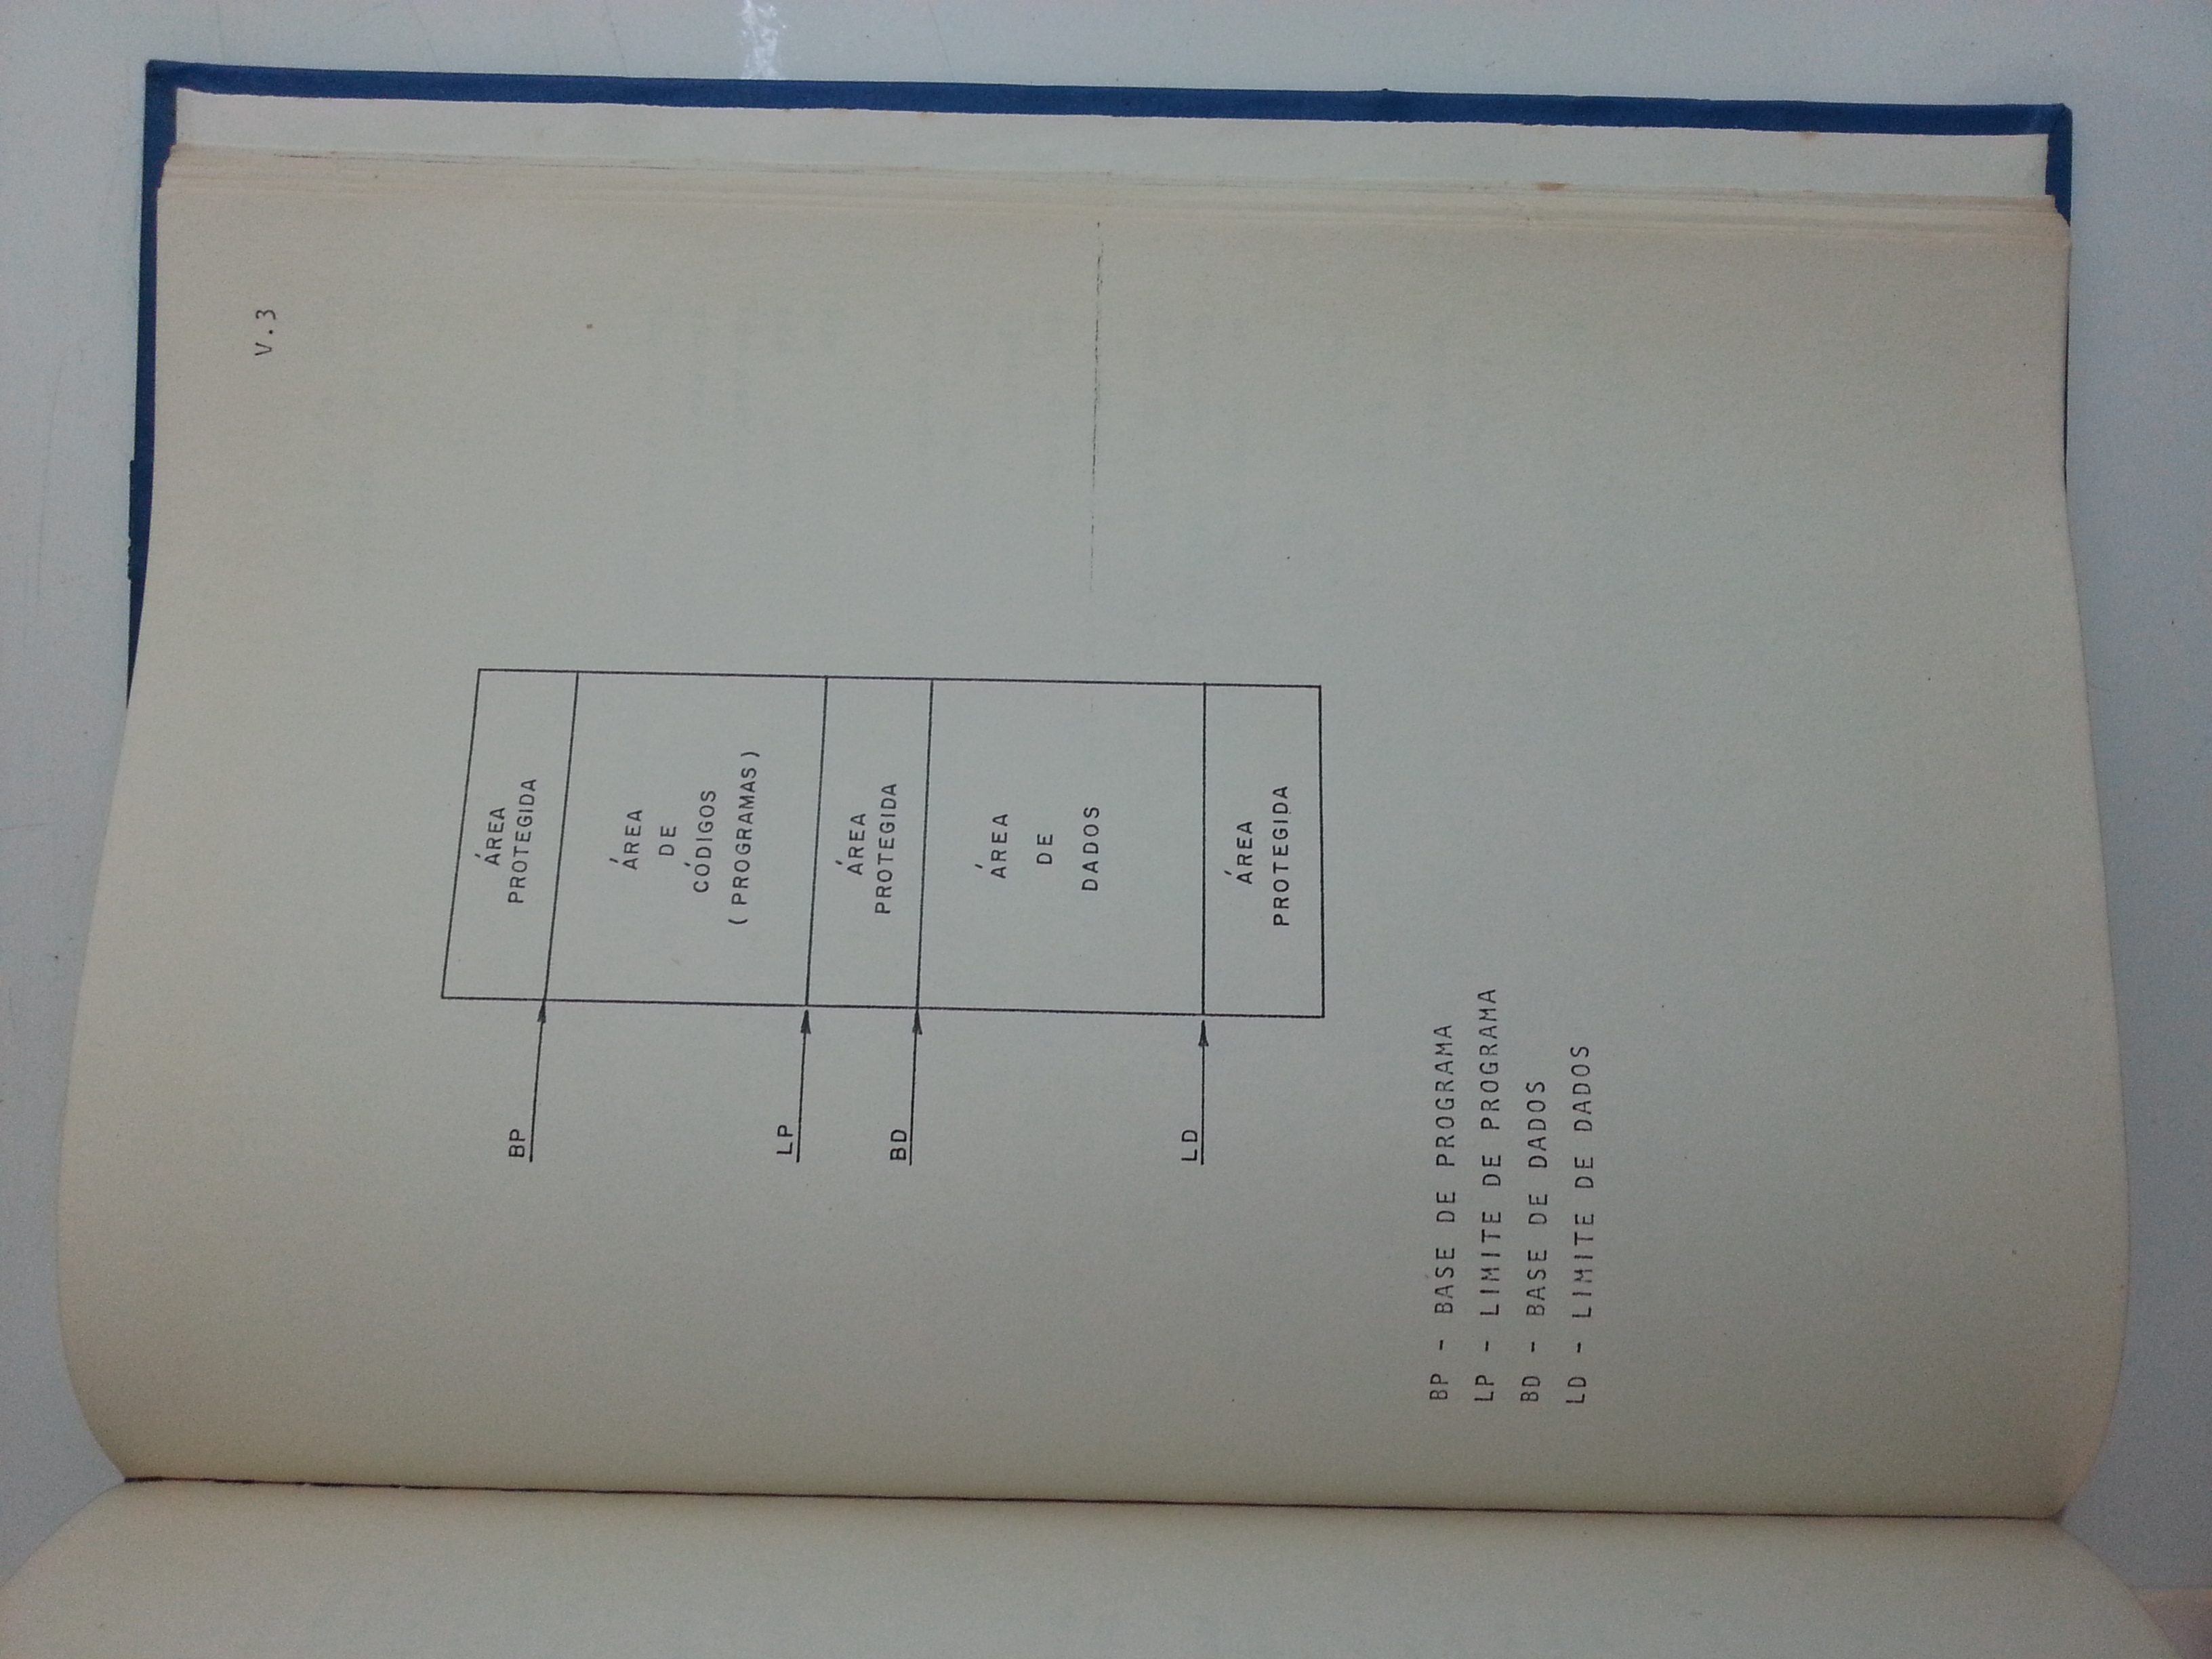 V.3
ÁREA
PROTEGIDA
BP
ÁREA
DE
CÓDIGOS
(PROGRAMAS)
LP
ÁREA
PROTEGIDA
BD
ÁREA
DE
DADOS
LD
ÁREA
PROTEGIDA
BP - BASE DE PROGRAMA
LP - LIMITE DE PROGRAMA
BD - BASE DE DADOS
LD - LIMITE DE DADOS